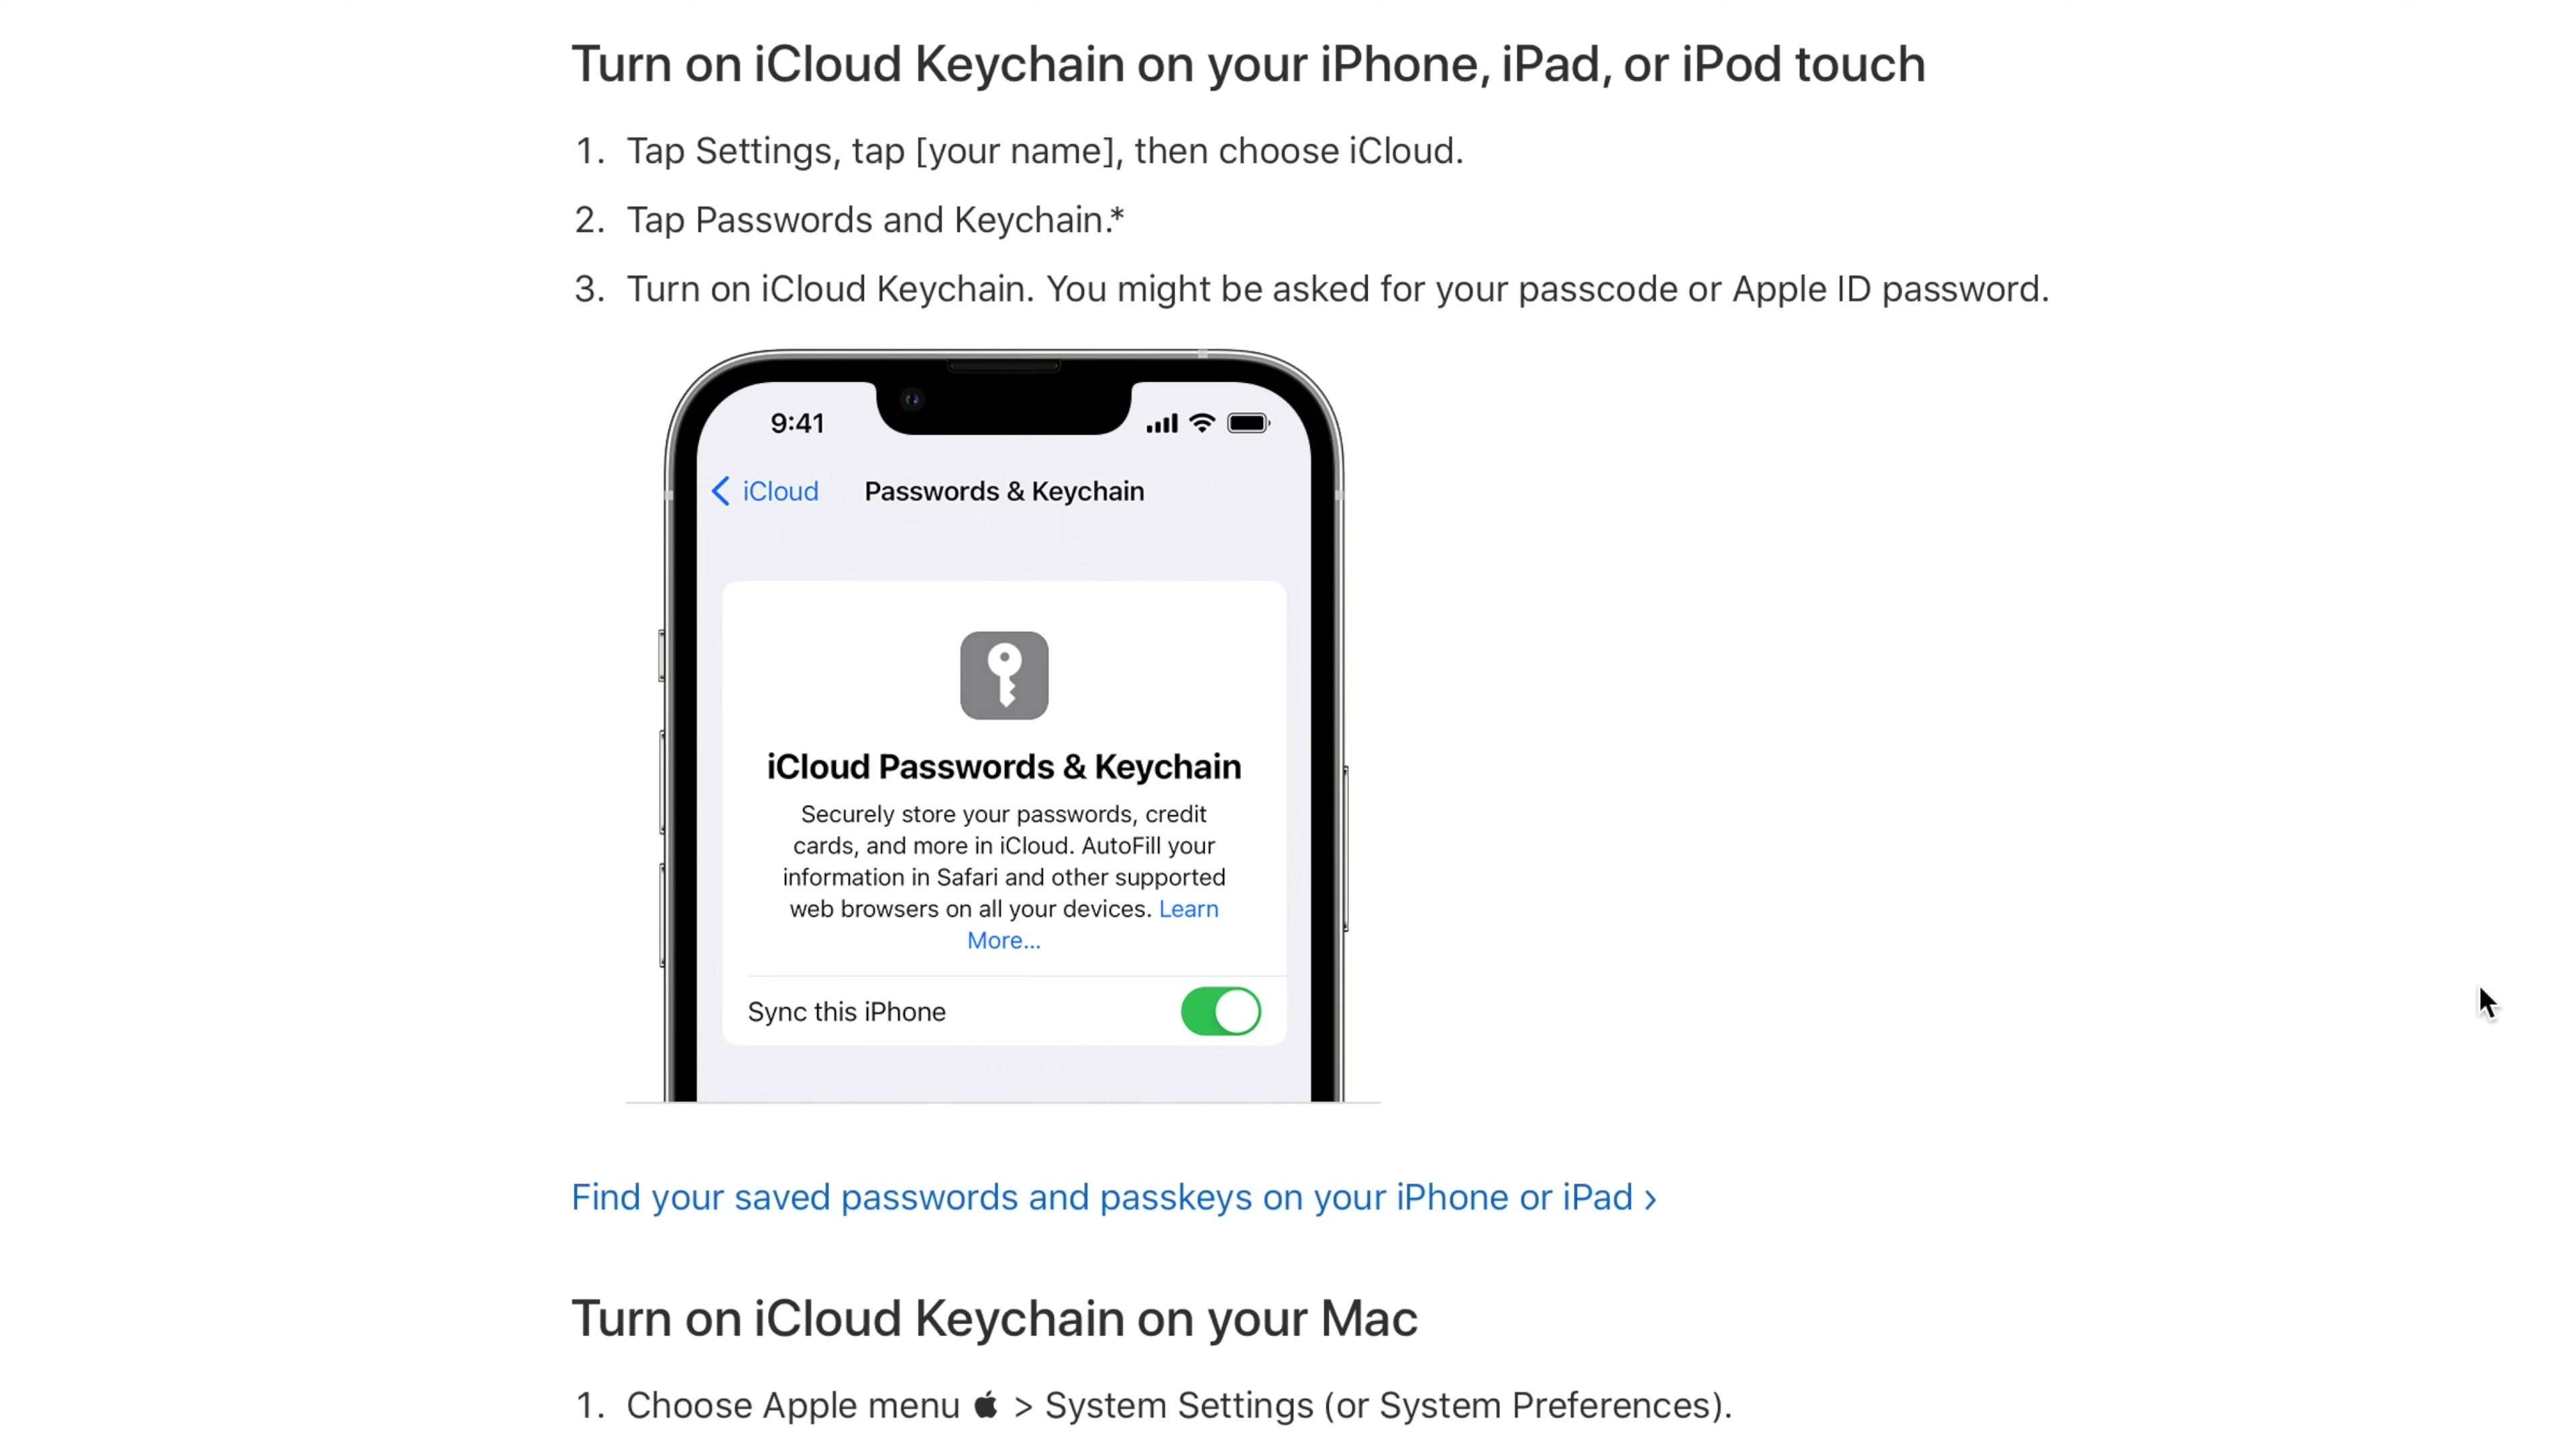 Turn on iCloud Keychain on your iPhone, iPad, or iPod touch
1. Tap Settings, tap [your name], then choose iCloud.
2. Tap Passwords and Keychain.*
3. Turn on iCloud Keychain. You might be asked for your passcode or Apple ID password.
9:41
iCloud Passwords & Keychain
iCloud Passwords & Keychain
Securely store your passwords, credit
cards, and more in iCloud. AutoFill your
information in Safari and other supported
web browsers on all your devices. Learn
More...
Sync this iPhone
Find your saved passwords and passkeys on your iPhone or iPad >
Turn on iCloud Keychain on your Mac
1. Choose Apple menu > System Settings (or System Preferences).